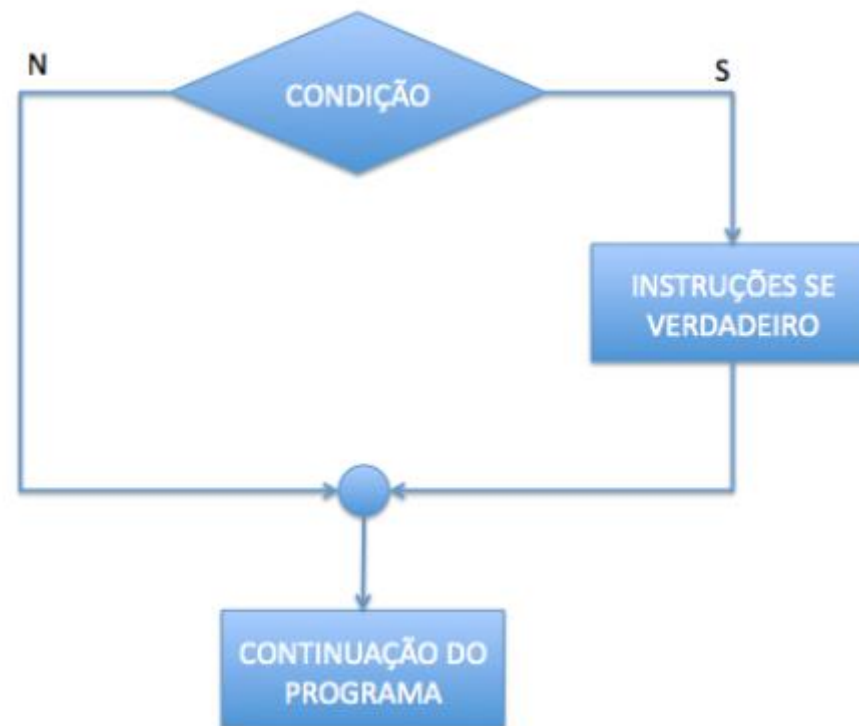 N
CONDIÇÃO
S
INSTRUÇÕES SE
VERDADEIRO
CONTINUAÇÃO DO
PROGRAMA